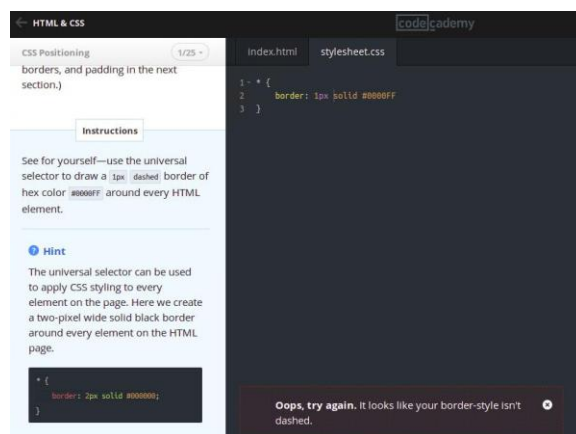 ← HTML & CSS
codecademy
CSS Positioning
1/25
borders, and padding in the next
section.)
Instructions
See for yourself—use the universal
selector to draw a 1px dashed border of
hex color #0000FF around every HTML
element.
? Hint
The universal selector can be used
to apply CSS styling to every
element on the page. Here we create
a two-pixel wide solid black border
around every element on the HTML
page.
* {
border: 2px solid #000000;
}
index.html stylesheet.css
1 * {
2 border: 1px solid #0000FF
3 }
Oops, try again. It looks like your border-style isn't
dashed.